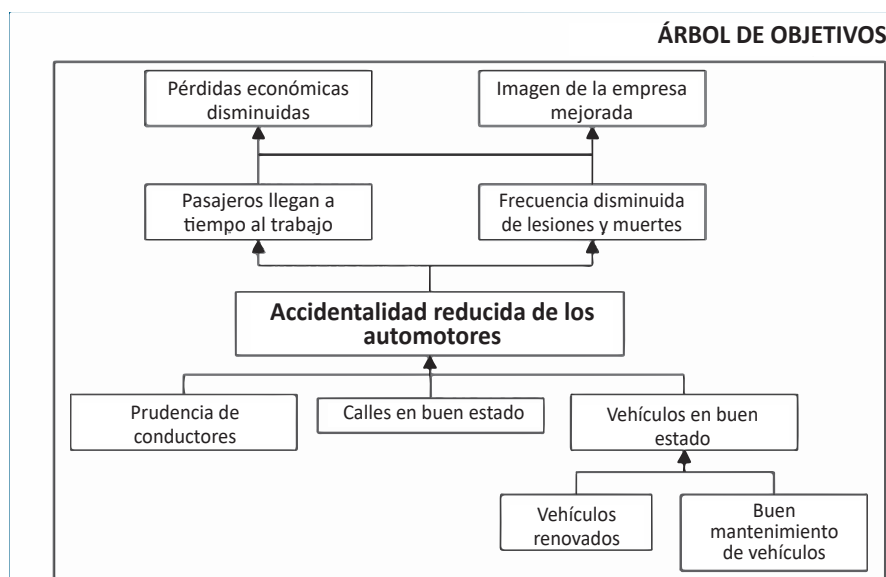 ÁRBOL DE OBJETIVOS
Pérdidas económicas
disminuidas
Imagen de la empresa
mejorada
Pasajeros llegan a
tiempo al trabajo
Frecuencia disminuida
de lesiones y muertes
Accidentalidad reducida de los
automotores
Prudencia de
conductores
Calles en buen estado
Vehículos en buen
estado
Vehículos
renovados
Buen
mantenimiento
de vehículos